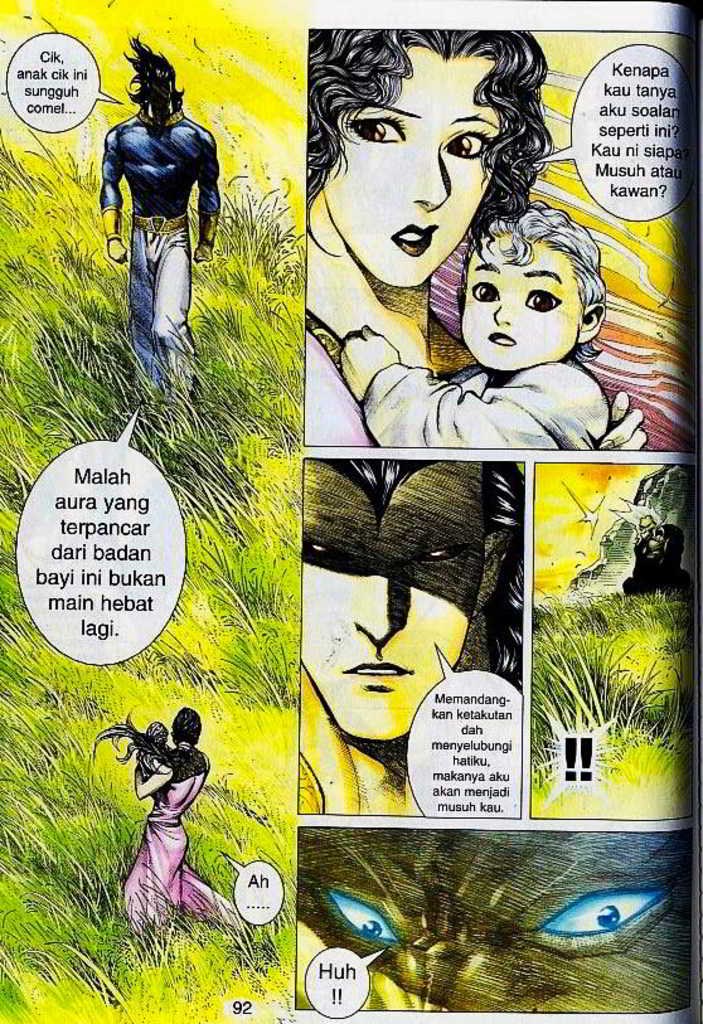 Cik,
anak cik ini
sungguh
comel...
Malah
aura yang
terpancar
dari badan
bayi ini bukan
main hebat
lagi.
Ah
.....
Kenapa
kau tanya
aku soalan
seperti ini?
Kau ni siapa?
Musuh atau
kawan?
Memandang-
kan ketakutan
dah
menyelubungi
hatiku,
makanya aku
akan menjadi
musuh kau.
!!
Huh
!!
92